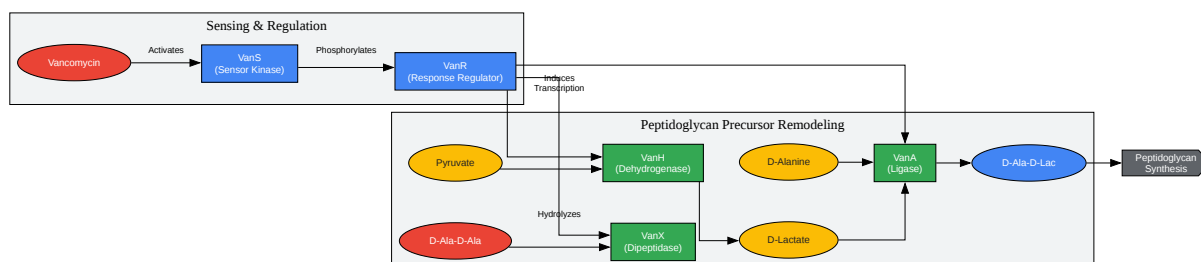 Sensing & Regulation
Vancomycin
Activates
VanS
(Sensor Kinase)
Phosphorylates
VanR
(Response Regulator)
Induces
Transcription
Peptidoglycan Precursor Remodeling
Pyruvate
VanH
(Dehydrogenase)
D-Alanine
VanA
(Ligase)
D-Ala-D-Lac
Peptidoglycan
Synthesis
D-Ala-D-Ala
Hydrolyzes
VanX
(Dipeptidase)
D-Lactate